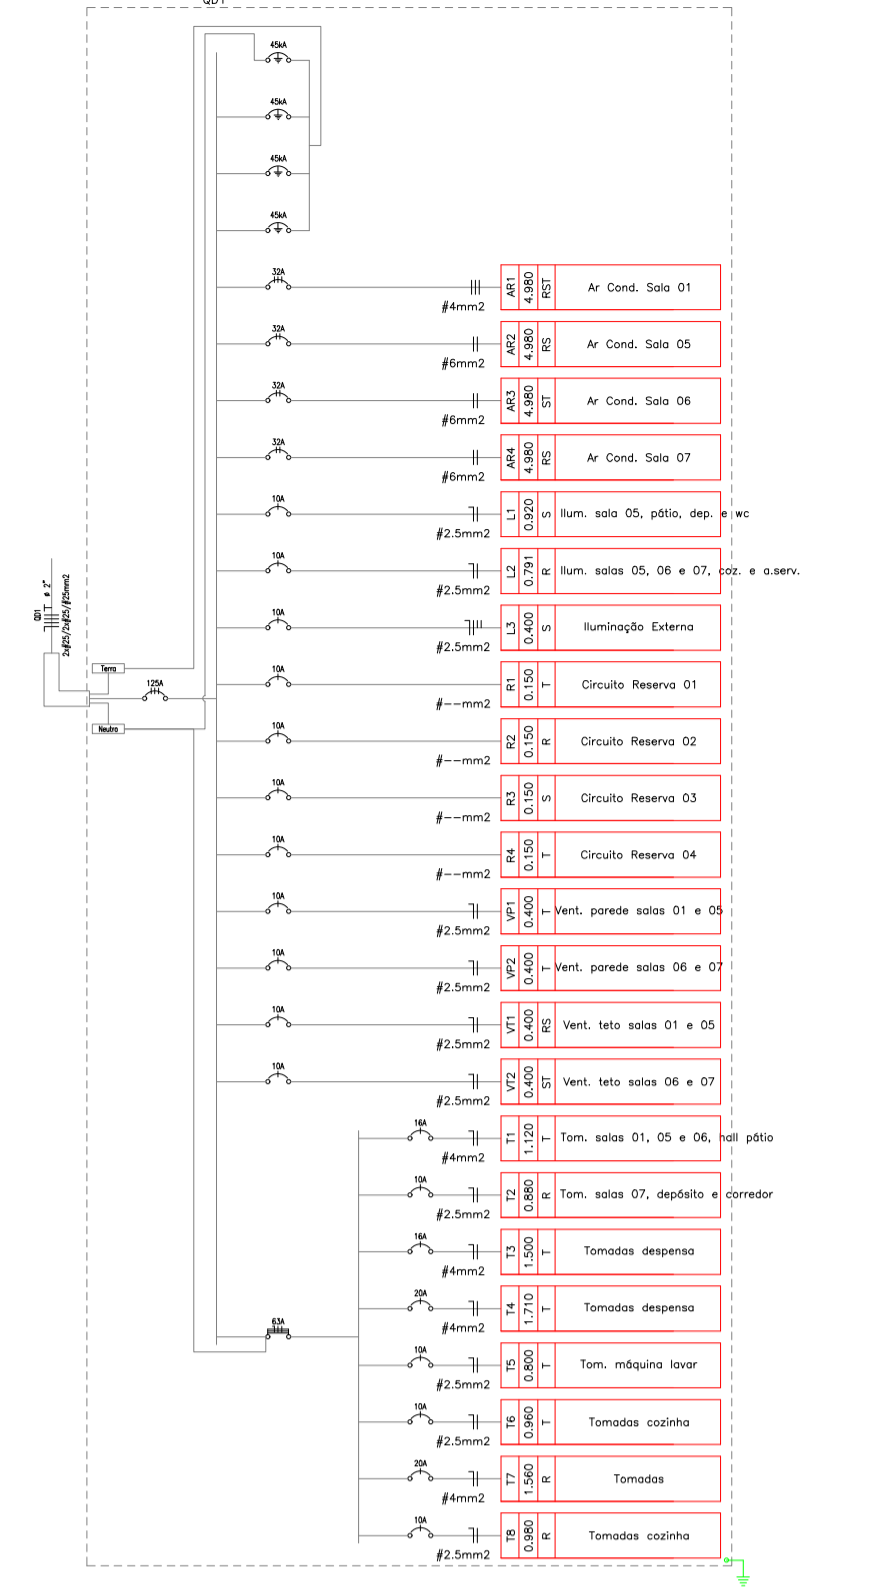 QD1
45kA
45kA
45kA
45kA
32A
#4mm2
AR1
4.980
RST
Ar Cond. Sala 01
32A
#6mm2
AR2
4.980
RS
Ar Cond. Sala 05
32A
#6mm2
AR3
4.980
ST
Ar Cond. Sala 06
32A
#6mm2
AR4
4.980
RS
Ar Cond. Sala 07
10A
#2.5mm2
L1
0.920
S
Ilum. sala 05, pátio, dep. e wc
10A
#2.5mm2
L2
0.791
R
Ilum. salas 05, 06 e 07, coz. e a.serv.
10A
#2.5mm2
L3
0.400
S
Iluminação Externa
QD1
ø 2"
2x#25/2x#25/#25mm2
Terra
125A
Neutro
10A
#--mm2
R1
0.150
T
Circuito Reserva 01
10A
#--mm2
R2
0.150
R
Circuito Reserva 02
10A
#--mm2
R3
0.150
S
Circuito Reserva 03
10A
#--mm2
R4
0.150
T
Circuito Reserva 04
10A
#2.5mm2
VP1
0.400
T
Vent. parede salas 01 e 05
10A
#2.5mm2
VP2
0.400
T
Vent. parede salas 06 e 07
10A
#2.5mm2
VT1
0.400
RS
Vent. teto salas 01 e 05
10A
#2.5mm2
VT2
0.400
ST
Vent. teto salas 06 e 07
16A
#4mm2
T1
1.120
T
Tom. salas 01, 05 e 06, hall pátio
10A
#2.5mm2
T2
0.880
R
Tom. salas 07, depósito e corredor
16A
#4mm2
T3
1.500
T
Tomadas despensa
20A
#4mm2
T4
1.710
T
Tomadas despensa
63A
10A
#2.5mm2
T5
0.800
T
Tom. máquina lavar
10A
#2.5mm2
T6
0.960
T
Tomadas cozinha
20A
#4mm2
T7
1.560
R
Tomadas
10A
#2.5mm2
T8
0.980
R
Tomadas cozinha